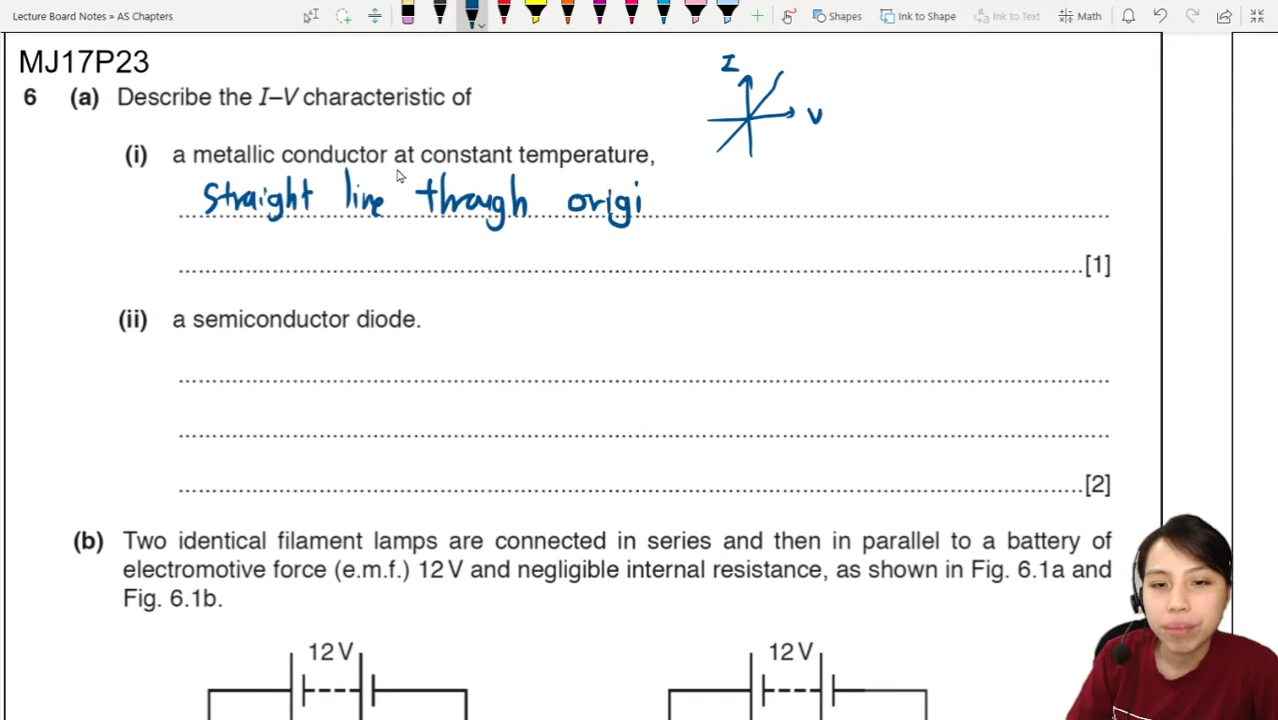 Lecture Board Notes » AS Chapters
Shapes
Ink to Shape
Ink to Text
Math
MJ17P23
6 (a) Describe the I–V characteristic of
I
V
(i) a metallic conductor at constant temperature,
straight line through origi
[1]
(ii) a semiconductor diode.
[2]
(b) Two identical filament lamps are connected in series and then in parallel to a battery of
electromotive force (e.m.f.) 12 V and negligible internal resistance, as shown in Fig. 6.1a and
Fig. 6.1b.
12 V
12 V